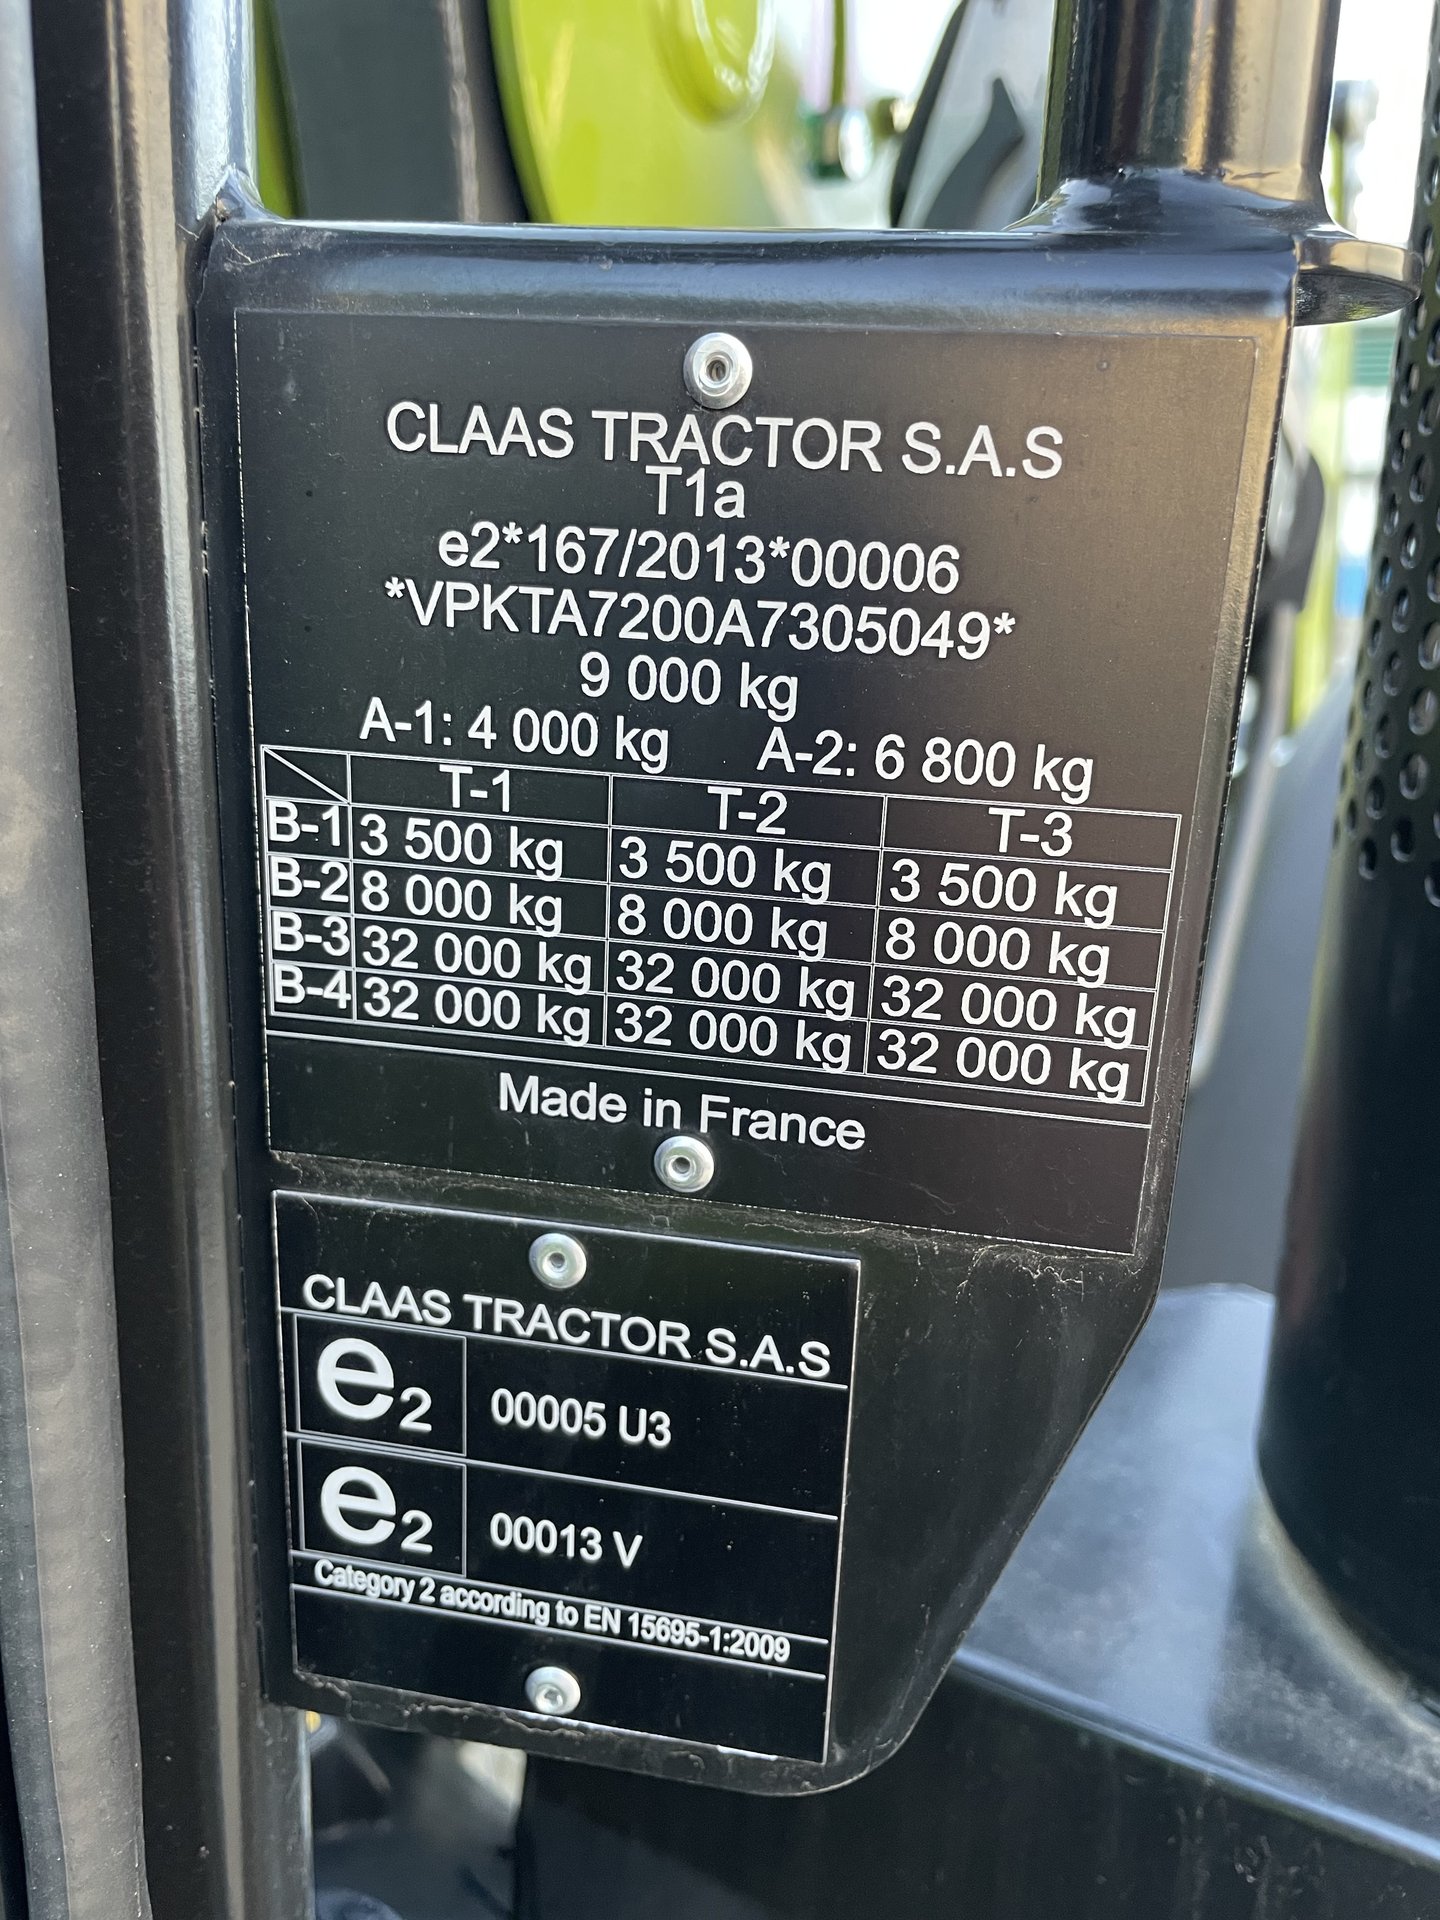 CLAAS TRACTOR S.A.S
T1a
e2*167/2013*00006
*VPKTA7200A7305049*
9 000 kg
A-1: 4 000 kg A-2: 6 800 kg
T-1 T-2 T-3
B-1 3 500 kg 3 500 kg 3 500 kg
B-2 8 000 kg 8 000 kg 8 000 kg
B-3 32 000 kg 32 000 kg 32 000 kg
B-4 32 000 kg 32 000 kg 32 000 kg
Made in France
CLAAS TRACTOR S.A.S
e2 00005 U3
e2 00013 V
Category 2 according to EN 15695-1:2009